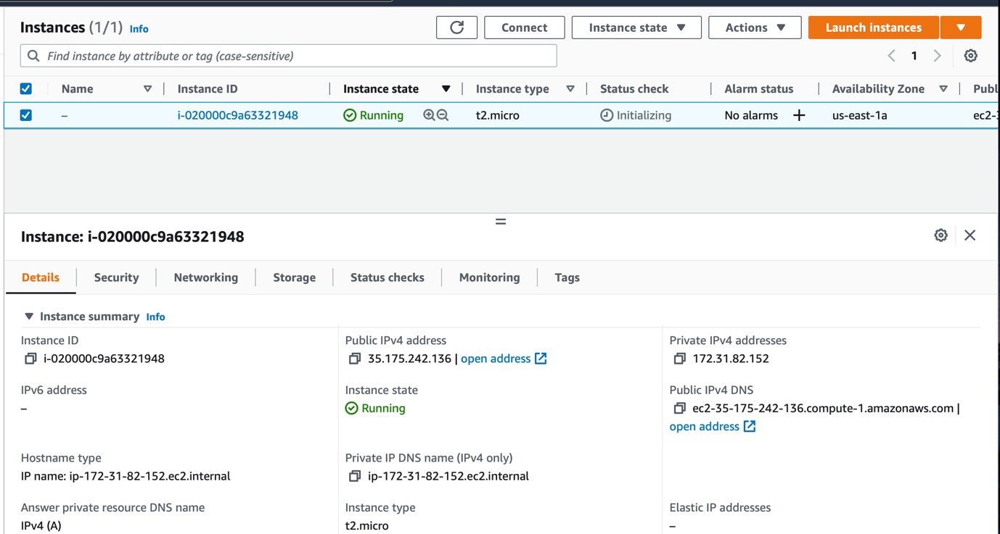 Instances (1/1) Info Connect Instance state Actions Launch instances
Find instance by attribute or tag (case-sensitive) 1
Name Instance ID Instance state Instance type Status check Alarm status Availability Zone Publ
– i-020000c9a63321948 Running t2.micro Initializing No alarms + us-east-1a ec2-3
Instance: i-020000c9a63321948
Details Security Networking Storage Status checks Monitoring Tags
Instance summary Info
Instance ID
i-020000c9a63321948
Public IPv4 address
35.175.242.136 | open address
Private IPv4 addresses
172.31.82.152
IPv6 address
–
Instance state
Running
Public IPv4 DNS
ec2-35-175-242-136.compute-1.amazonaws.com |
open address
Hostname type
IP name: ip-172-31-82-152.ec2.internal
Private IP DNS name (IPv4 only)
ip-172-31-82-152.ec2.internal
Answer private resource DNS name
IPv4 (A)
Instance type
t2.micro
Elastic IP addresses
–